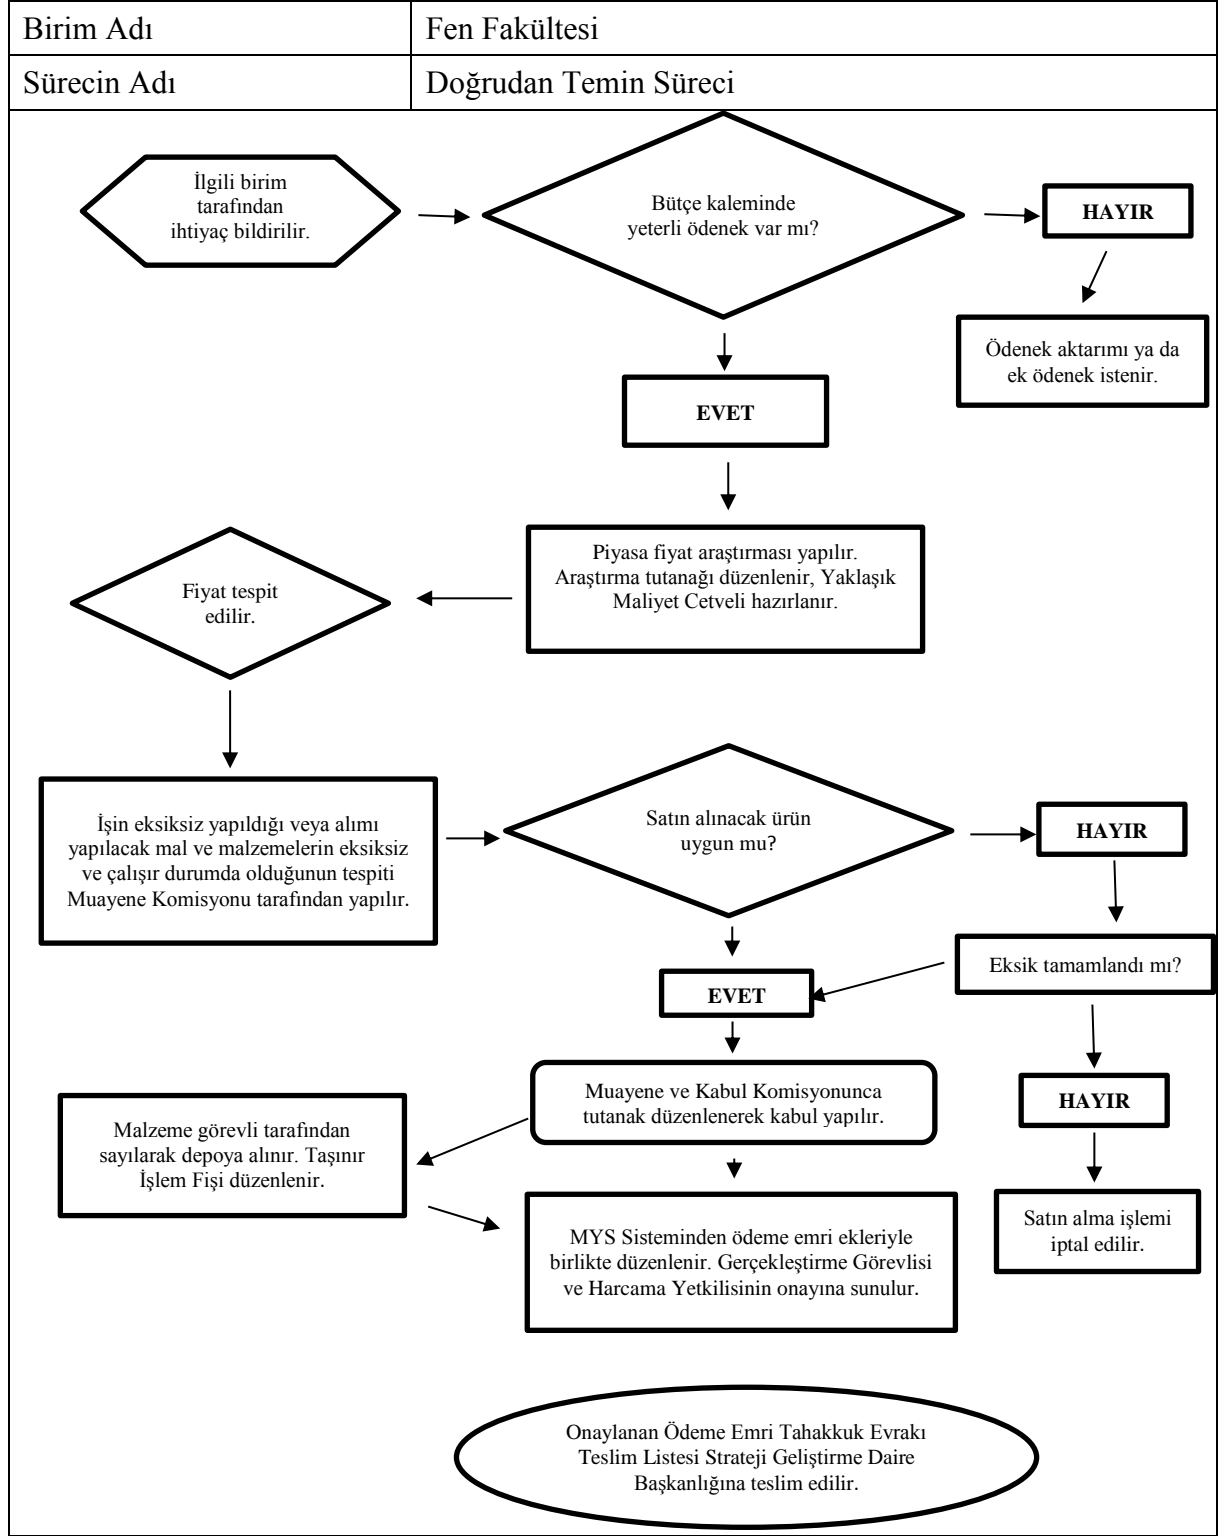 Birim Adı
Fen Fakültesi
Sürecin Adı
Doğrudan Temin Süreci
İlgili birim
tarafından
ihtiyaç bildirilir.
Bütçe kaleminde
yeterli ödenek var mı?
HAYIR
Ödenek aktarımı ya da
ek ödenek istenir.
EVET
Piyasa fiyat araştırması yapılır.
Araştırma tutanağı düzenlenir, Yaklaşık
Maliyet Cetveli hazırlanır.
Fiyat tespit
edilir.
İşin eksiksiz yapıldığı veya alımı
yapılacak mal ve malzemelerin eksiksiz
ve çalışır durumda olduğunun tespiti
Muayene Komisyonu tarafından yapılır.
Satın alınacak ürün
uygun mu?
HAYIR
Eksik tamamlandı mı?
EVET
HAYIR
Muayene ve Kabul Komisyonunca
tutanak düzenlenerek kabul yapılır.
Malzeme görevli tarafından
sayılarak depoya alınır. Taşınır
İşlem Fişi düzenlenir.
Satın alma işlemi
iptal edilir.
MYS Sisteminden ödeme emri ekleriyle
birlikte düzenlenir. Gerçekleştirme Görevlisi
ve Harcama Yetkilisinin onayına sunulur.
Onaylanan Ödeme Emri Tahakkuk Evrakı
Teslim Listesi Strateji Geliştirme Daire
Başkanlığına teslim edilir.